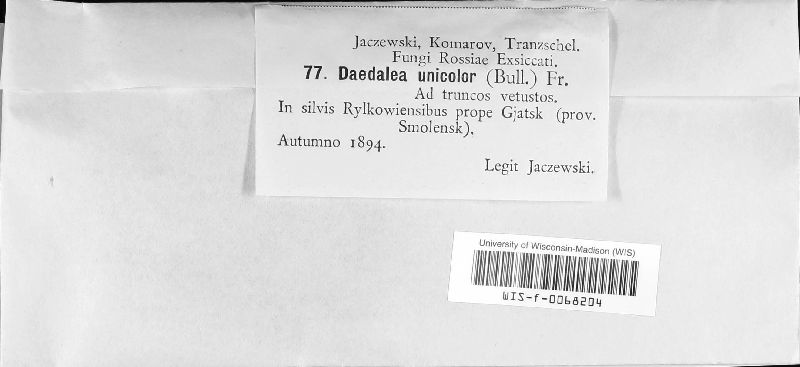 Jaczewski, Komarov, Tranzschel.
Fungi Rossiae Exsiccati.
77. Daedalea unicolor (Bull.) Fr.
Ad truncos vetustos.
In silvis Rylkowiensibus prope Gjatsk (prov.
Smolensk).
Autumno 1894.
Legit Jaczewski.
University of Wisconsin-Madison (WIS)
WIS-f-0068204